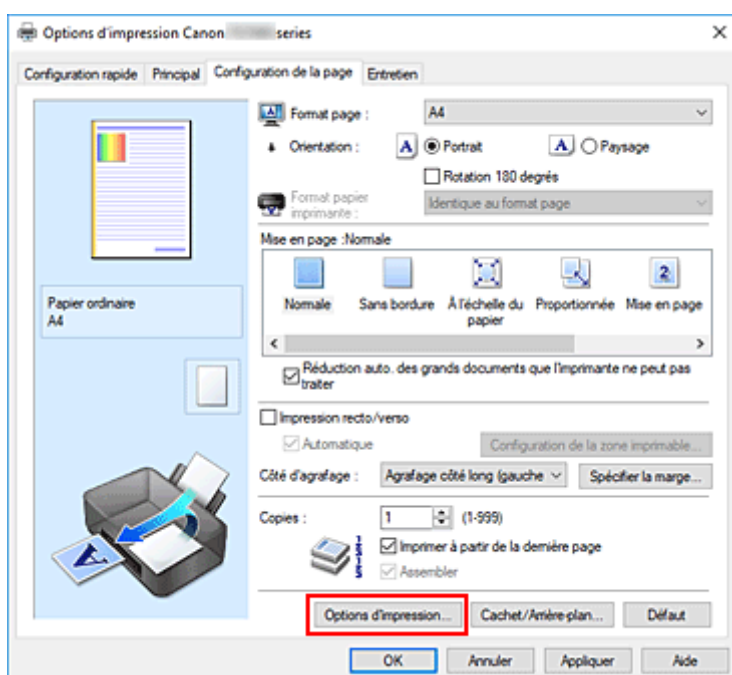 Options d'impression Canon series
Configuration rapide Principal Configuration de la page Entretien
Format page : A4
Orientation : A Portrait A Paysage
Rotation 180 degrés
Format papier
imprimante : Identique au format page
Mise en page :Normale
2
Normale Sans bordure À l'échelle du
papier Proportionnée Mise en page
Papier ordinaire
A4
Réduction auto. des grands documents que l'imprimante ne peut pas
traiter
Impression recto/verso
Automatique Configuration de la zone imprimable...
Côté d'agrafage : Agrafage côté long (gauche Spécifier la marge...
Copies : 1 (1-999)
Imprimer à partir de la dernière page
Assembler
A
Options d'impression... Cachet/Arrière-plan... Défaut
OK Annuler Appliquer Aide